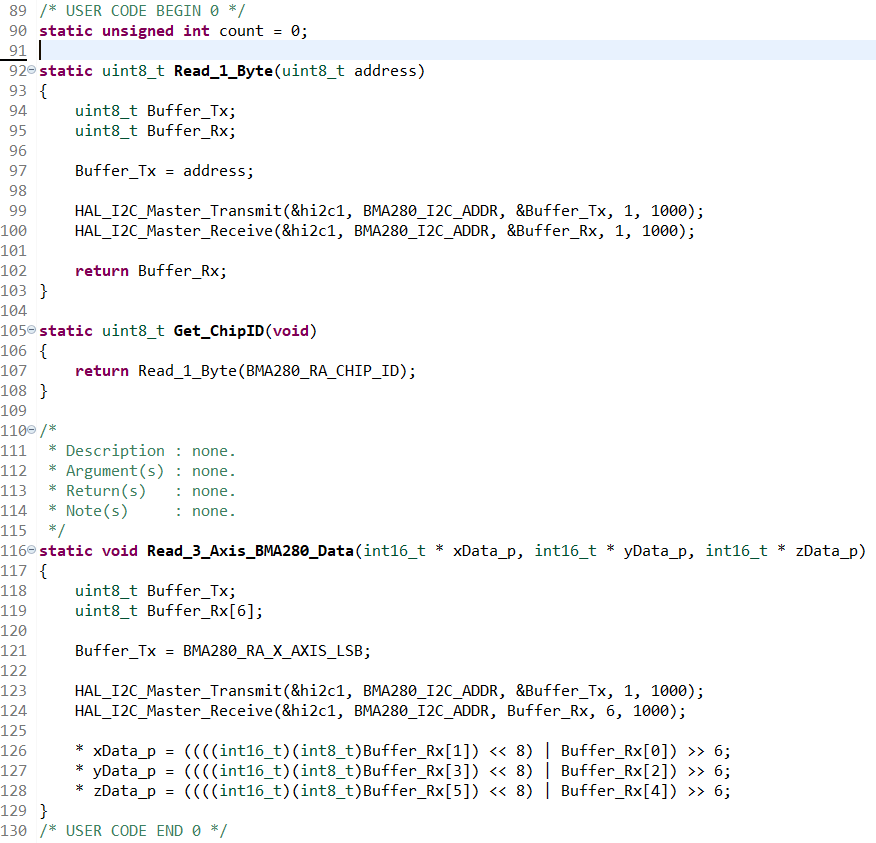 89 /* USER CODE BEGIN 0 */
90 static unsigned int count = 0;
91
92 static uint8_t Read_1_Byte(uint8_t address)
93 {
94     uint8_t Buffer_Tx;
95     uint8_t Buffer_Rx;
96
97     Buffer_Tx = address;
98
99     HAL_I2C_Master_Transmit(&hi2c1, BMA280_I2C_ADDR, &Buffer_Tx, 1, 1000);
100     HAL_I2C_Master_Receive(&hi2c1, BMA280_I2C_ADDR, &Buffer_Rx, 1, 1000);
101
102     return Buffer_Rx;
103 }
104
105 static uint8_t Get_ChipID(void)
106 {
107     return Read_1_Byte(BMA280_RA_CHIP_ID);
108 }
109
110 /*
111  * Description : none.
112  * Argument(s) : none.
113  * Return(s)   : none.
114  * Note(s)     : none.
115  */
116 static void Read_3_Axis_BMA280_Data(int16_t * xData_p, int16_t * yData_p, int16_t * zData_p)
117 {
118     uint8_t Buffer_Tx;
119     uint8_t Buffer_Rx[6];
120
121     Buffer_Tx = BMA280_RA_X_AXIS_LSB;
122
123     HAL_I2C_Master_Transmit(&hi2c1, BMA280_I2C_ADDR, &Buffer_Tx, 1, 1000);
124     HAL_I2C_Master_Receive(&hi2c1, BMA280_I2C_ADDR, Buffer_Rx, 6, 1000);
125
126     * xData_p = ((((int16_t)(int8_t)Buffer_Rx[1]) << 8) | Buffer_Rx[0]) >> 6;
127     * yData_p = ((((int16_t)(int8_t)Buffer_Rx[3]) << 8) | Buffer_Rx[2]) >> 6;
128     * zData_p = ((((int16_t)(int8_t)Buffer_Rx[5]) << 8) | Buffer_Rx[4]) >> 6;
129 }
130 /* USER CODE END 0 */